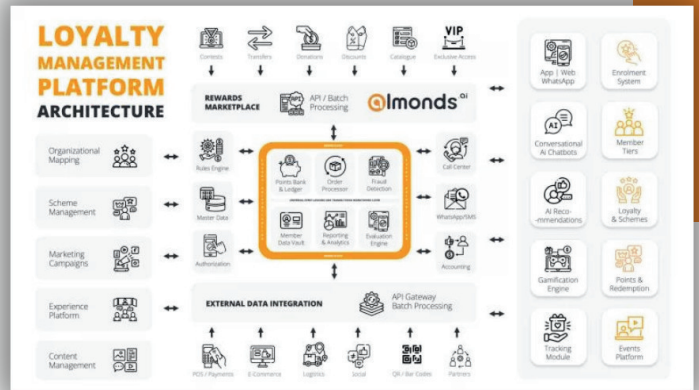 LOYALTY
MANAGEMENT
PLATFORM
ARCHITECTURE
Contests
Transfers
Donations
Discounts
Catalogue
VIP
Exclusive Access
REWARDS
MARKETPLACE
API / Batch
Processing
almonds ai
Organizational
Mapping
Scheme
Management
Marketing
Campaigns
Experience
Platform
Content
Management
Rules Engine
Master Data
Authorization
Points Bank
& Ledger
Order
Processor
Fraud
Detection
Member
Data Vault
Reporting
& Analytics
Evaluation
Engine
Call Center
WhatsApp/SMS
Accounting
EXTERNAL DATA INTEGRATION
API Gateway
Batch Processing
POS / Payments
E-Commerce
Logistics
Social
QR / Bar Codes
Partners
App | Web
WhatsApp
Enrolment
System
AI
Conversational
Ai Chatbots
Member
Tiers
AI Reco
-mmendations
Loyalty
& Schemes
Gamification
Engine
Points &
Redemption
Tracking
Module
Events
Platform